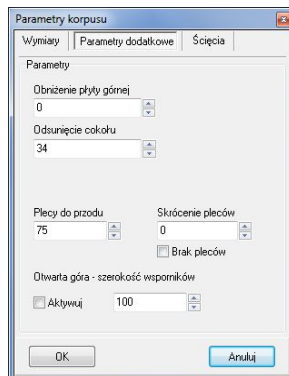 Parametry korpusu
Wymiary Parametry dodatkowe Ścięcia
Parametry
Obniżenie płyty górnej
0
Odsunięcie cokołu
34
Plecy do przodu Skrócenie pleców
75 0
Brak pleców
Otwarta góra - szerokość wsporników
Aktywuj 100
OK Anuluj